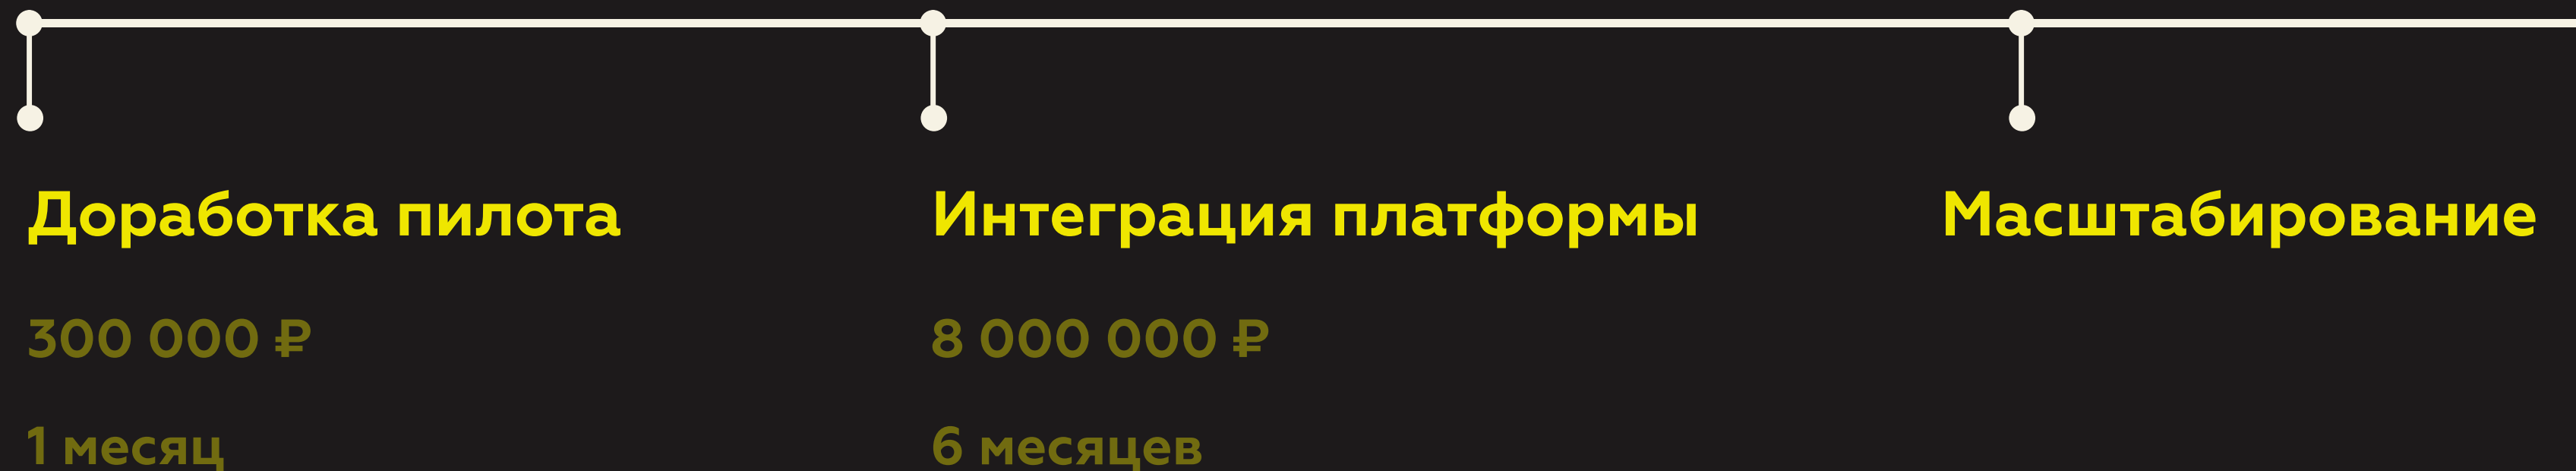 Доработка пилота
300 000 ₽
1 месяц
Интеграция платформы
8 000 000 ₽
6 месяцев
Масштабирование